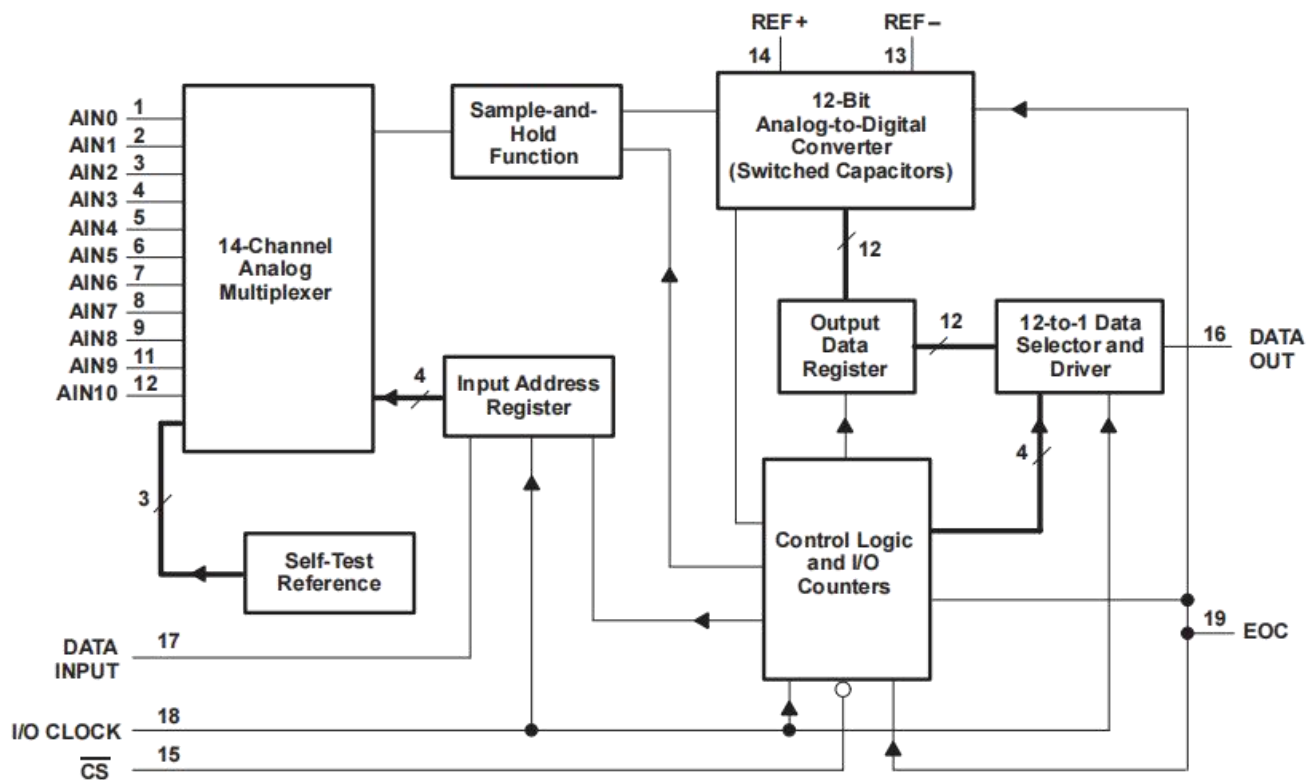 REF+
REF–
14
13
AIN0 1
AIN1 2
AIN2 3
AIN3 4
AIN4 5
AIN5 6
AIN6 7
AIN7 8
AIN8 9
AIN9 11
AIN10 12
14-Channel
Analog
Multiplexer
Sample-and-
Hold
Function
12-Bit
Analog-to-Digital
Converter
(Switched Capacitors)
12
4
Input Address
Register
Output
Data
Register
12
12-to-1 Data
Selector and
Driver
16
DATA
OUT
3
Self-Test
Reference
4
Control Logic
and I/O
Counters
19
EOC
DATA
INPUT
17
I/O CLOCK
18
CS
15